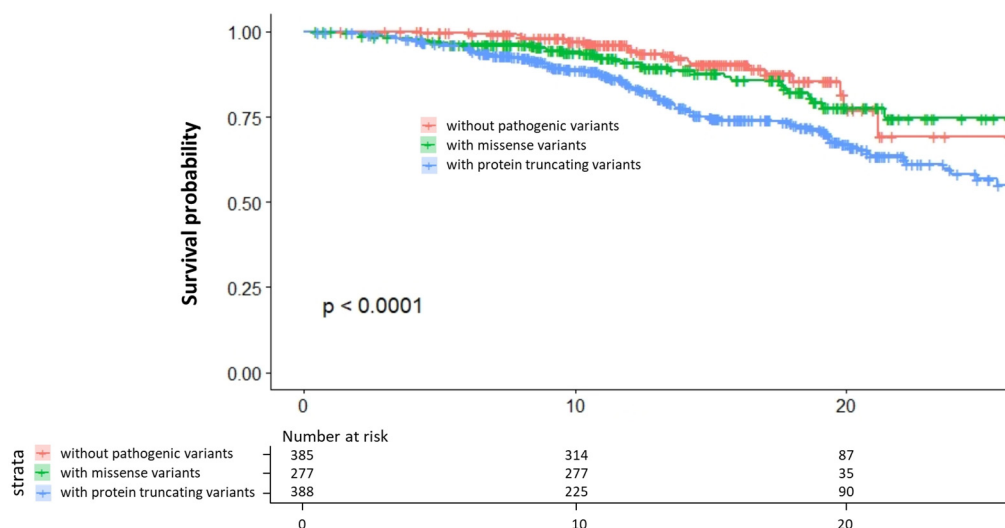 1.00
0.75
0.50
0.25
0.00
Survival probability
without pathogenic variants
with missense variants
with protein truncating variants
p < 0.0001
0 10 20
Number at risk
strata
without pathogenic variants 385 314 87
with missense variants 277 277 35
with protein truncating variants 388 225 90
0 10 20